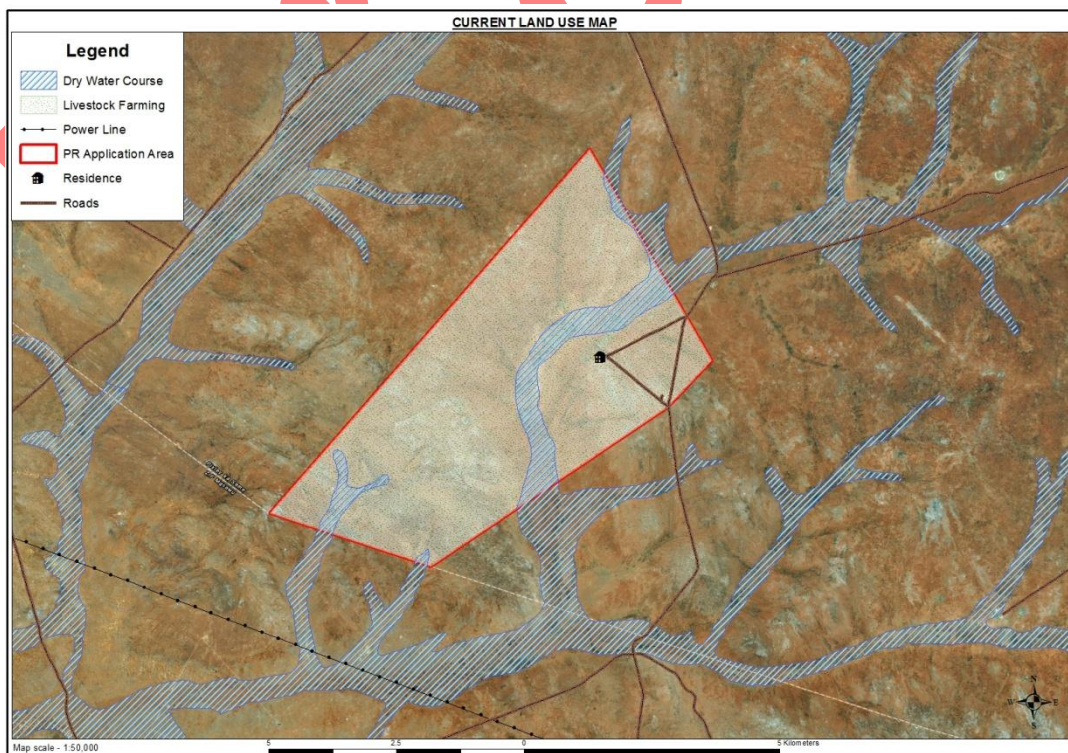 CURRENT LAND USE MAP
Legend
Dry Water Course
Livestock Farming
Power Line
PR Application Area
Residence
Roads
N
W E
S
Map scale - 1:50,000
5 2.5 0 5 Kilometers